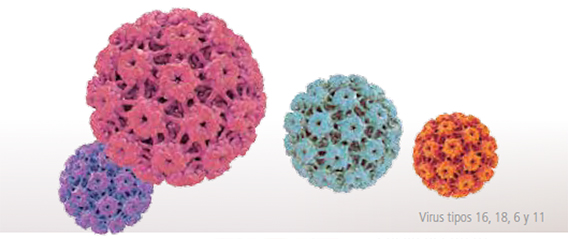 Virus tipos 16, 18, 6 y 11